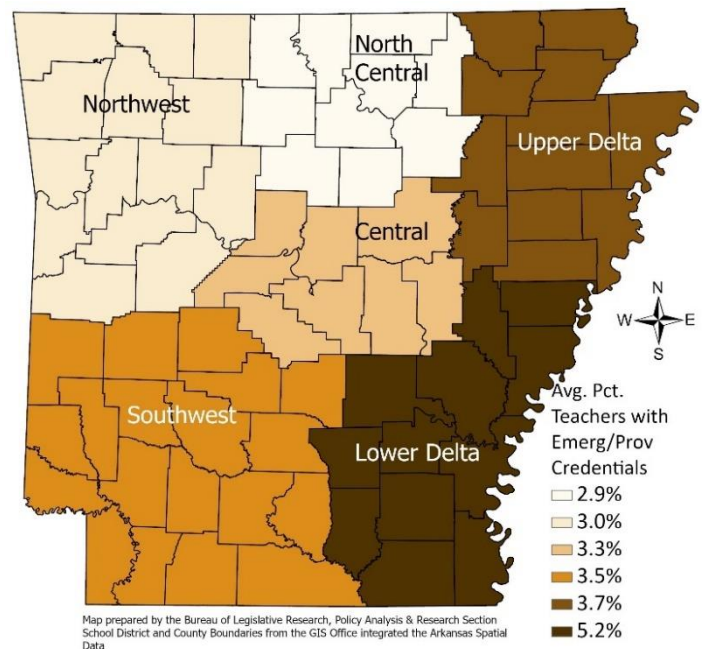 North
Central
Northwest
Upper Delta
Central
N
W E
S
Southwest
Lower Delta
Avg. Pct.
Teachers with
Emerg/Prov
Credentials
2.9%
3.0%
3.3%
3.5%
3.7%
5.2%
Map prepared by the Bureau of Legislative Research, Policy Analysis & Research Section
School District and County Boundaries from the GIS Office integrated the Arkansas Spatial
Data